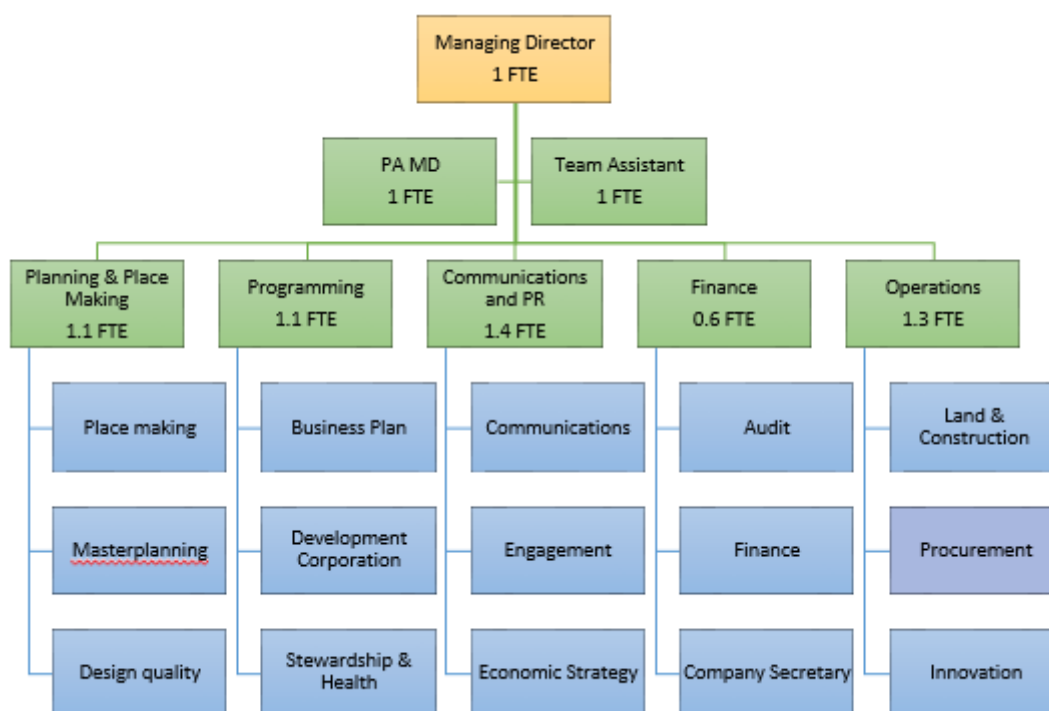 Managing Director
1 FTE
PA MD
1 FTE
Team Assistant
1 FTE
Planning & Place
Making
1.1 FTE
Programming
1.1 FTE
Communications
and PR
1.4 FTE
Finance
0.6 FTE
Operations
1.3 FTE
Place making
Business Plan
Communications
Audit
Land &
Construction
Masterplanning
Development
Corporation
Engagement
Finance
Procurement
Design quality
Stewardship &
Health
Economic Strategy
Company Secretary
Innovation